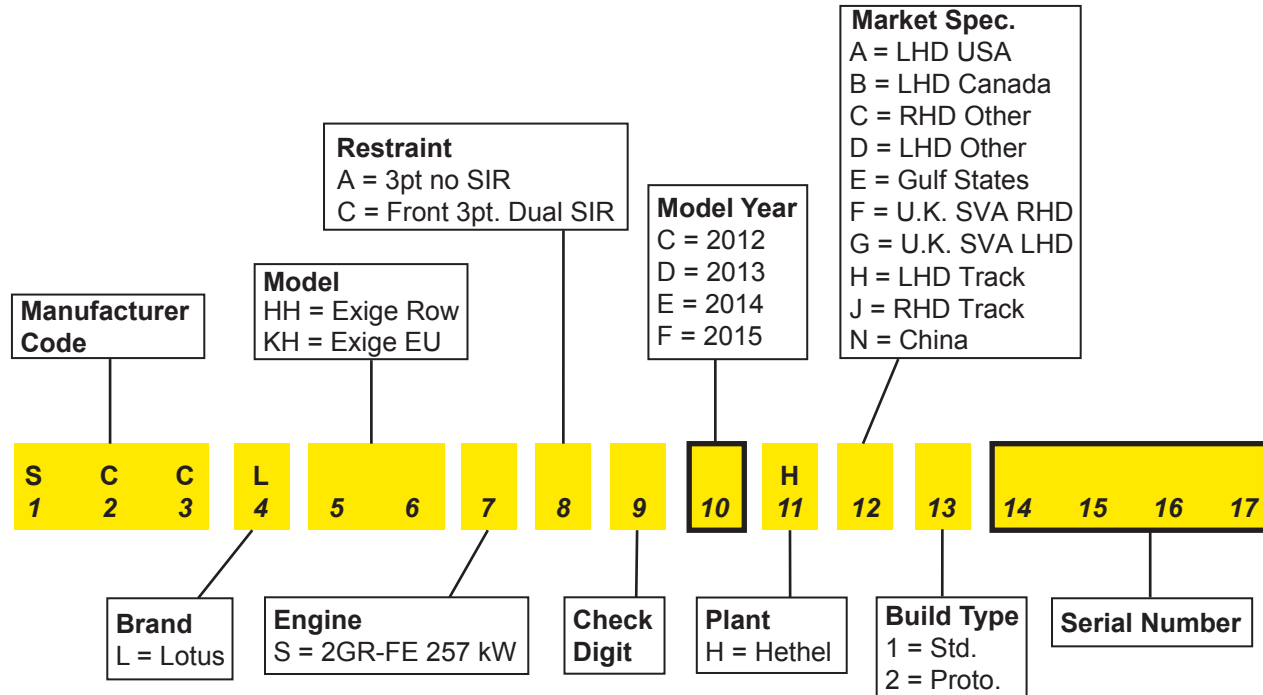 Market Spec.
A = LHD USA
B = LHD Canada
C = RHD Other
D = LHD Other
E = Gulf States
F = U.K. SVA RHD
G = U.K. SVA LHD
H = LHD Track
J = RHD Track
N = China
Restraint
A = 3pt no SIR
C = Front 3pt. Dual SIR
Model Year
C = 2012
D = 2013
E = 2014
F = 2015
Model
HH = Exige Row
KH = Exige EU
Manufacturer
Code
S C C L H
1 2 3 4 5 6 7 8 9 10 11 12 13 14 15 16 17
Brand
L = Lotus
Engine
S = 2GR-FE 257 kW
Check
Digit
Plant
H = Hethel
Build Type
1 = Std.
2 = Proto.
Serial Number